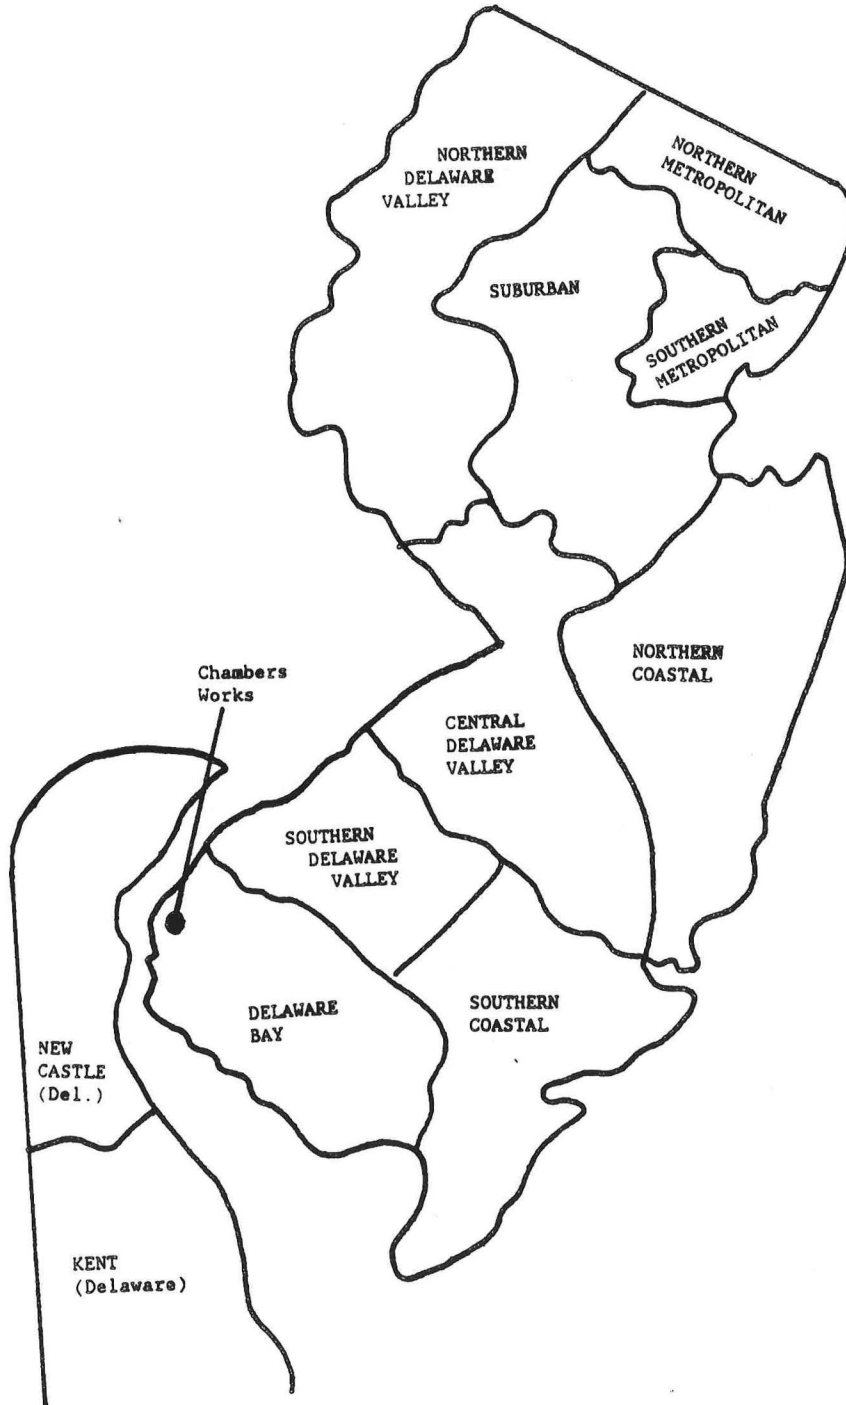 NORTHERN
DELAWARE
VALLEY
NORTHERN
METROPOLITAN
SUBURBAN
SOUTHERN
METROPOLITAN
NORTHERN
COASTAL
Chambers
Works
CENTRAL
DELAWARE
VALLEY
SOUTHERN
DELAWARE
VALLEY
DELAWARE
BAY
SOUTHERN
COASTAL
NEW
CASTLE
(Del.)
KENT
(Delaware)